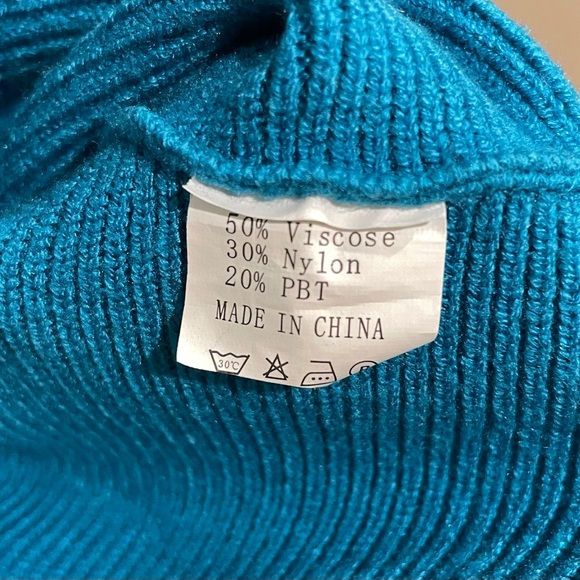 50% Viscose
30% Nylon
20% PBT
MADE IN CHINA
30°C